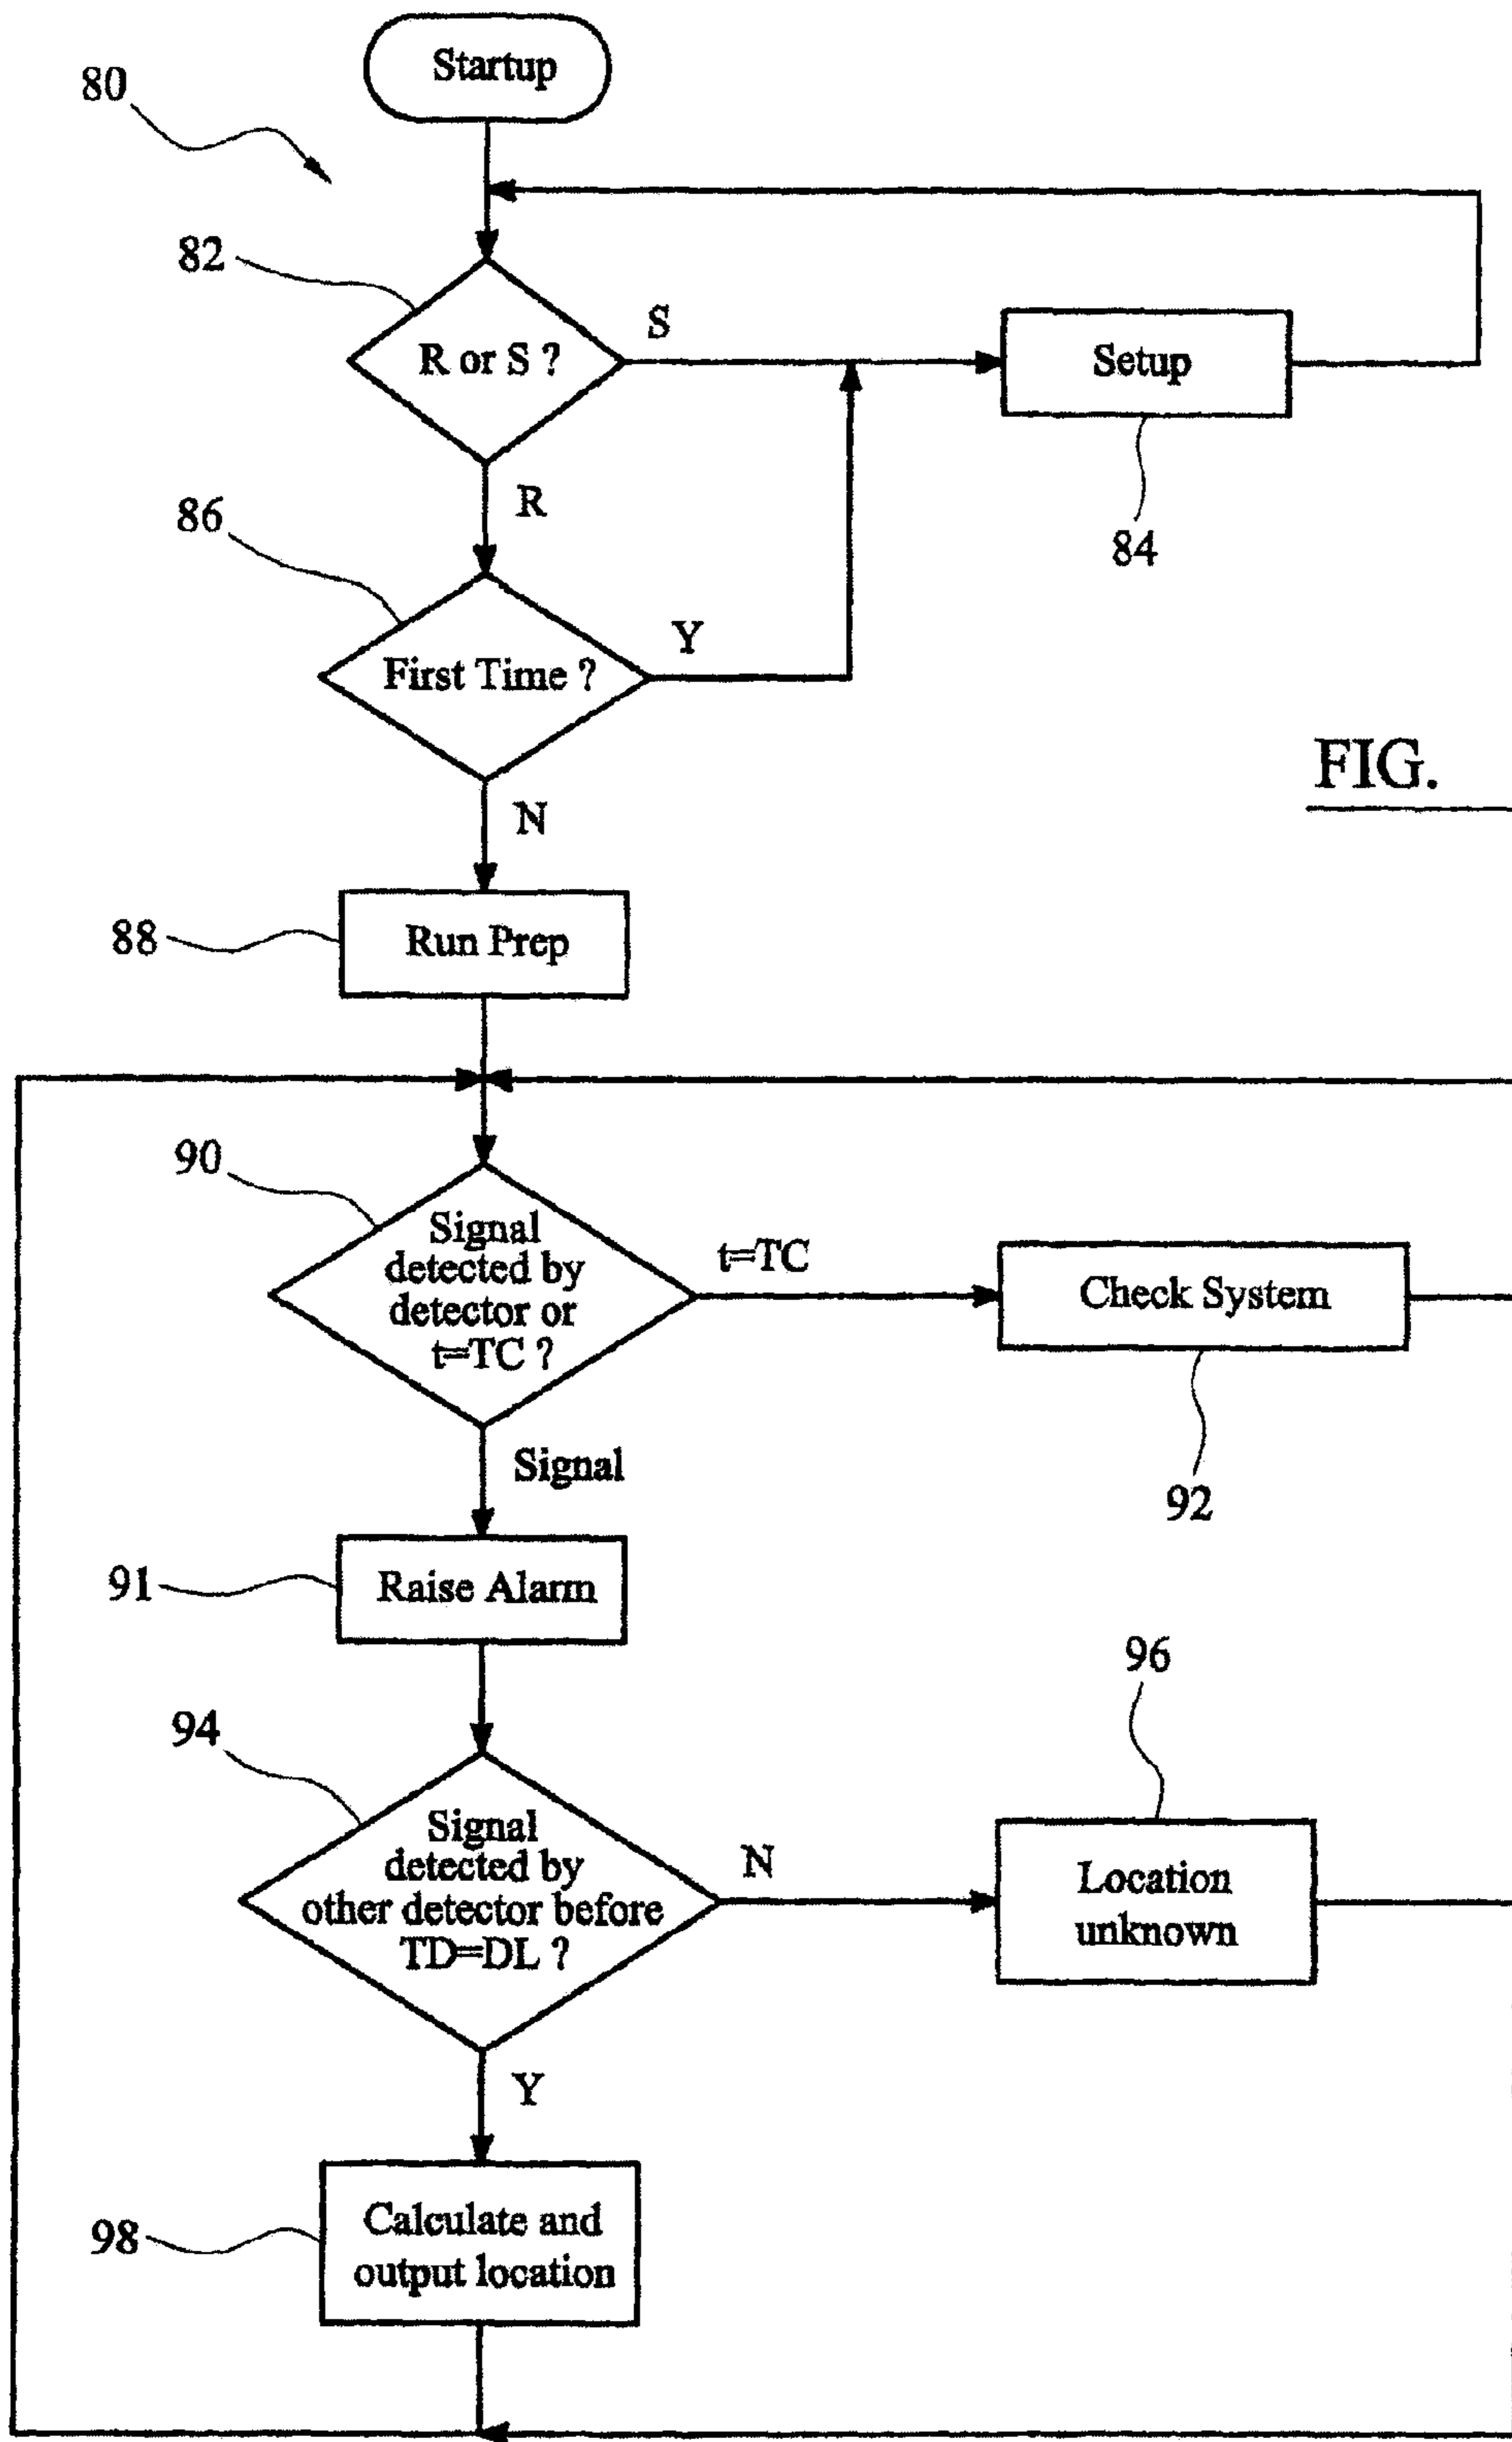 Startup
80
82
R or S ?
S
Setup
84
R
86
First Time ?
Y
FIG.
N
88
Run Prep
90
Signal
detected by
detector or
t=TC ?
t=TC
Check System
92
Signal
91
Raise Alarm
96
94
Signal
detected by
other detector before
TD=DL ?
N
Location
unknown
Y
98
Calculate and
output location